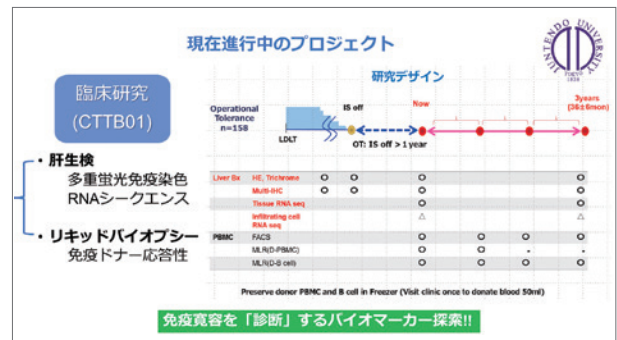 現在進行中のプロジェクト
JUNTENDO UNIVERSITY
TOKYO
1838
臨床研究
(CTTB01)
・肝生検
多重蛍光免疫染色
RNAシークエンス
・リキッドバイオプシー
免疫ドナー応答性
研究デザイン
Operational
Tolerance
n=158
LDLT
IS off
OT: IS off > 1 year
Now
3years
(36±6mon)
Liver Bx HE, Trichrome O O O O
Multi-IHC O O O O
Tissue RNA seq O O
Infiltrating cell
RNA seq △ △
PBMC FACS O O O O
MLR(D-PBMC) O O - -
MLR(D-B cell) O O O O
Preserve donor PBMC and B cell in Freezer (Visit clinic once to donate blood 50ml)
免疫寛容を「診断」するバイオマーカー探索!!